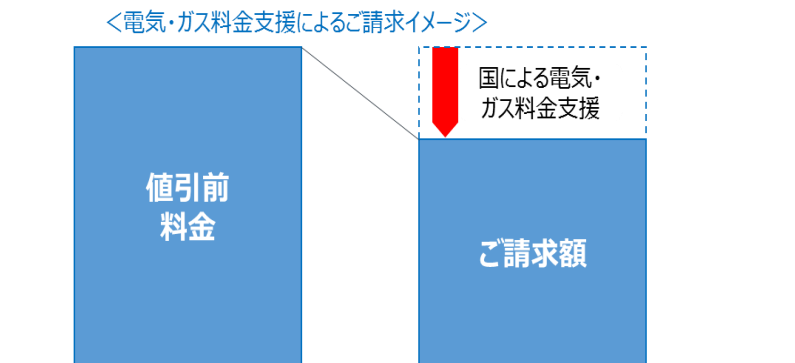 ＜電気・ガス料金支援によるご請求イメージ＞
国による電気・
ガス料金支援
値引前
料金
ご請求額